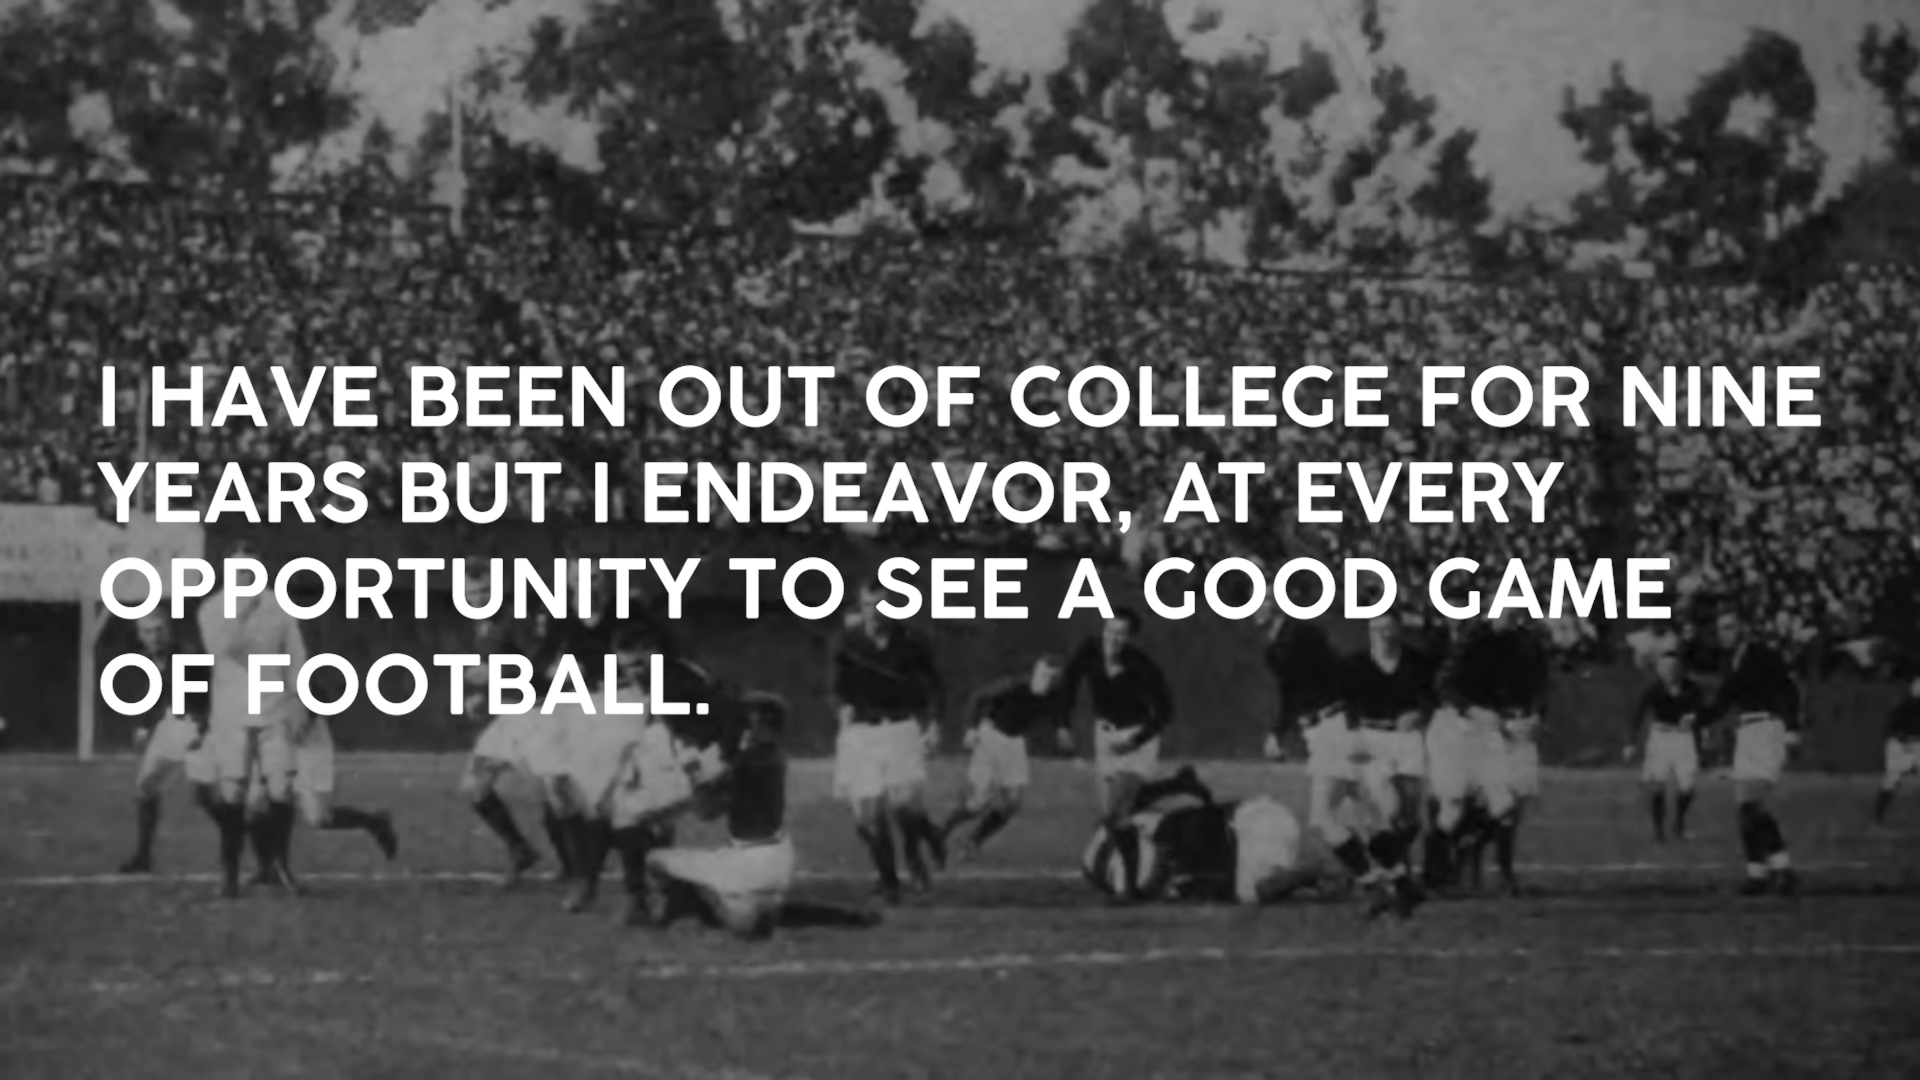 I HAVE BEEN OUT OF COLLEGE FOR NINE
YEARS BUT I ENDEAVOR, AT EVERY
OPPORTUNITY TO SEE A GOOD GAME
OF FOOTBALL.